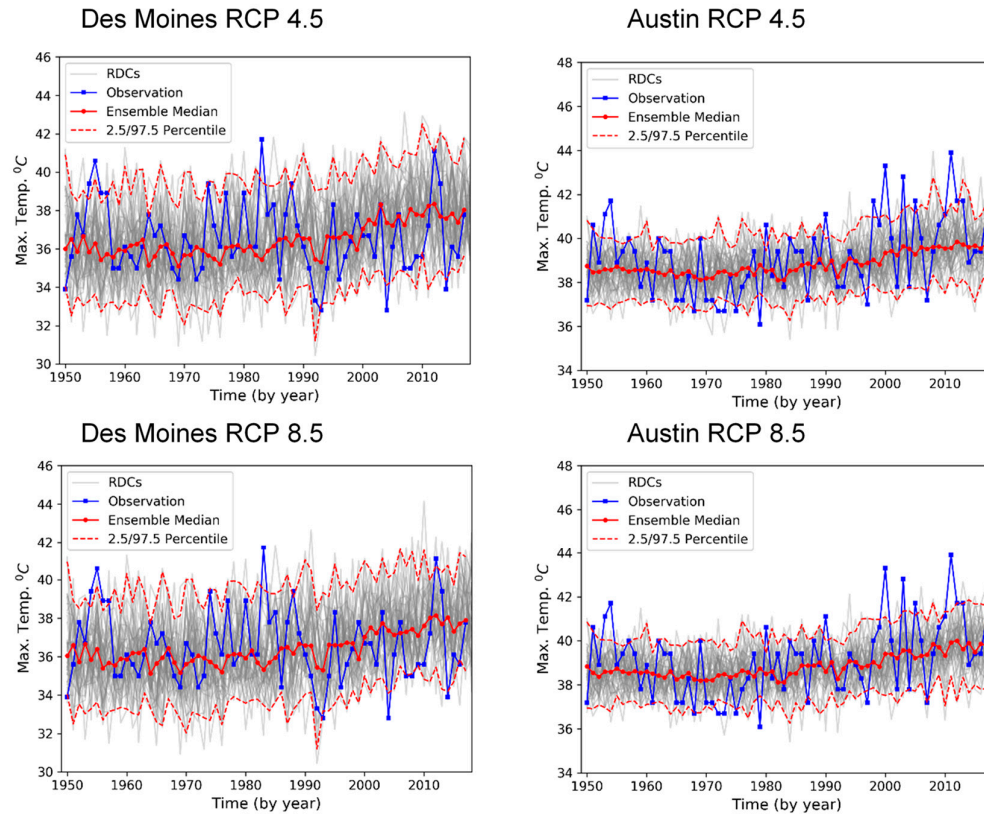 Des Moines RCP 4.5
46
44
42
40
38
36
34
32
30
Max. Temp. ⁰C
RDCs
Observation
Ensemble Median
2.5/97.5 Percentile
1950 1960 1970 1980 1990 2000 2010
Time (by year)
Austin RCP 4.5
48
46
44
42
40
38
36
34
Max. Temp. ⁰C
RDCs
Observation
Ensemble Median
2.5/97.5 Percentile
1950 1960 1970 1980 1990 2000 2010
Time (by year)
Des Moines RCP 8.5
46
44
42
40
38
36
34
32
30
Max. Temp. ⁰C
RDCs
Observation
Ensemble Median
2.5/97.5 Percentile
1950 1960 1970 1980 1990 2000 2010
Time (by year)
Austin RCP 8.5
48
46
44
42
40
38
36
34
Max. Temp. ⁰C
RDCs
Observation
Ensemble Median
2.5/97.5 Percentile
1950 1960 1970 1980 1990 2000 2010
Time (by year)